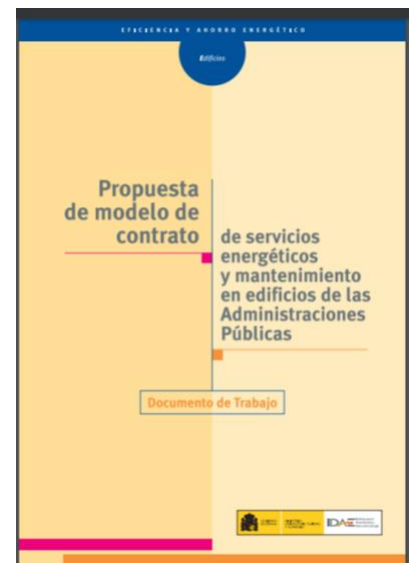 EFICIENCIA Y AHORRO ENERGÉTICO
Edificios
Propuesta
de modelo de
contrato
de servicios
energéticos
y mantenimiento
en edificios de las
Administraciones
Públicas
Documento de Trabajo
IDAE